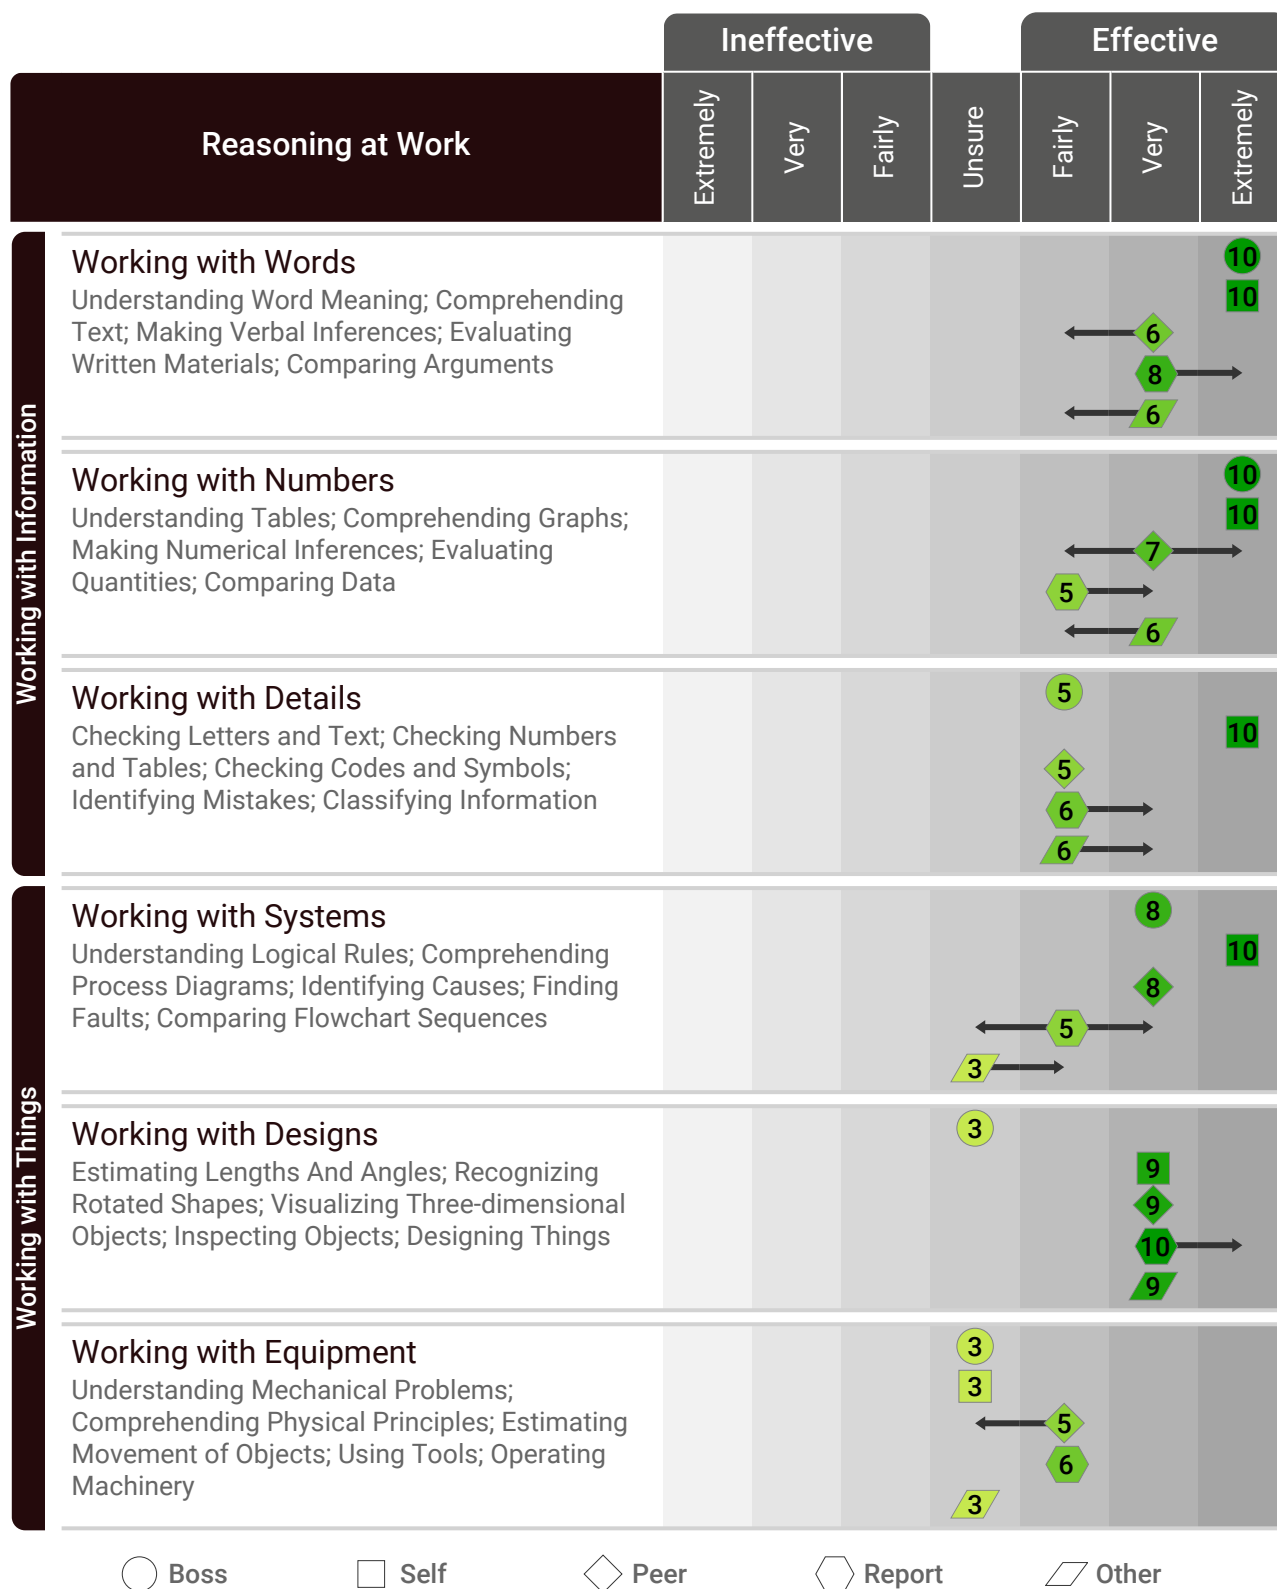 Ineffective
Effective
Reasoning at Work
Extremely
Very
Fairly
Unsure
Fairly
Very
Extremely
Working with Information
Working with Words
Understanding Word Meaning; Comprehending
Text; Making Verbal Inferences; Evaluating
Written Materials; Comparing Arguments
10
10
6
8
6
Working with Numbers
Understanding Tables; Comprehending Graphs;
Making Numerical Inferences; Evaluating
Quantities; Comparing Data
10
10
7
5
6
Working with Details
Checking Letters and Text; Checking Numbers
and Tables; Checking Codes and Symbols;
Identifying Mistakes; Classifying Information
5
10
5
6
6
Working with Things
Working with Systems
Understanding Logical Rules; Comprehending
Process Diagrams; Identifying Causes; Finding
Faults; Comparing Flowchart Sequences
8
10
8
5
3
Working with Designs
Estimating Lengths And Angles; Recognizing
Rotated Shapes; Visualizing Three-dimensional
Objects; Inspecting Objects; Designing Things
3
9
9
10
9
Working with Equipment
Understanding Mechanical Problems;
Comprehending Physical Principles; Estimating
Movement of Objects; Using Tools; Operating
Machinery
3
3
5
6
3
Boss
Self
Peer
Report
Other